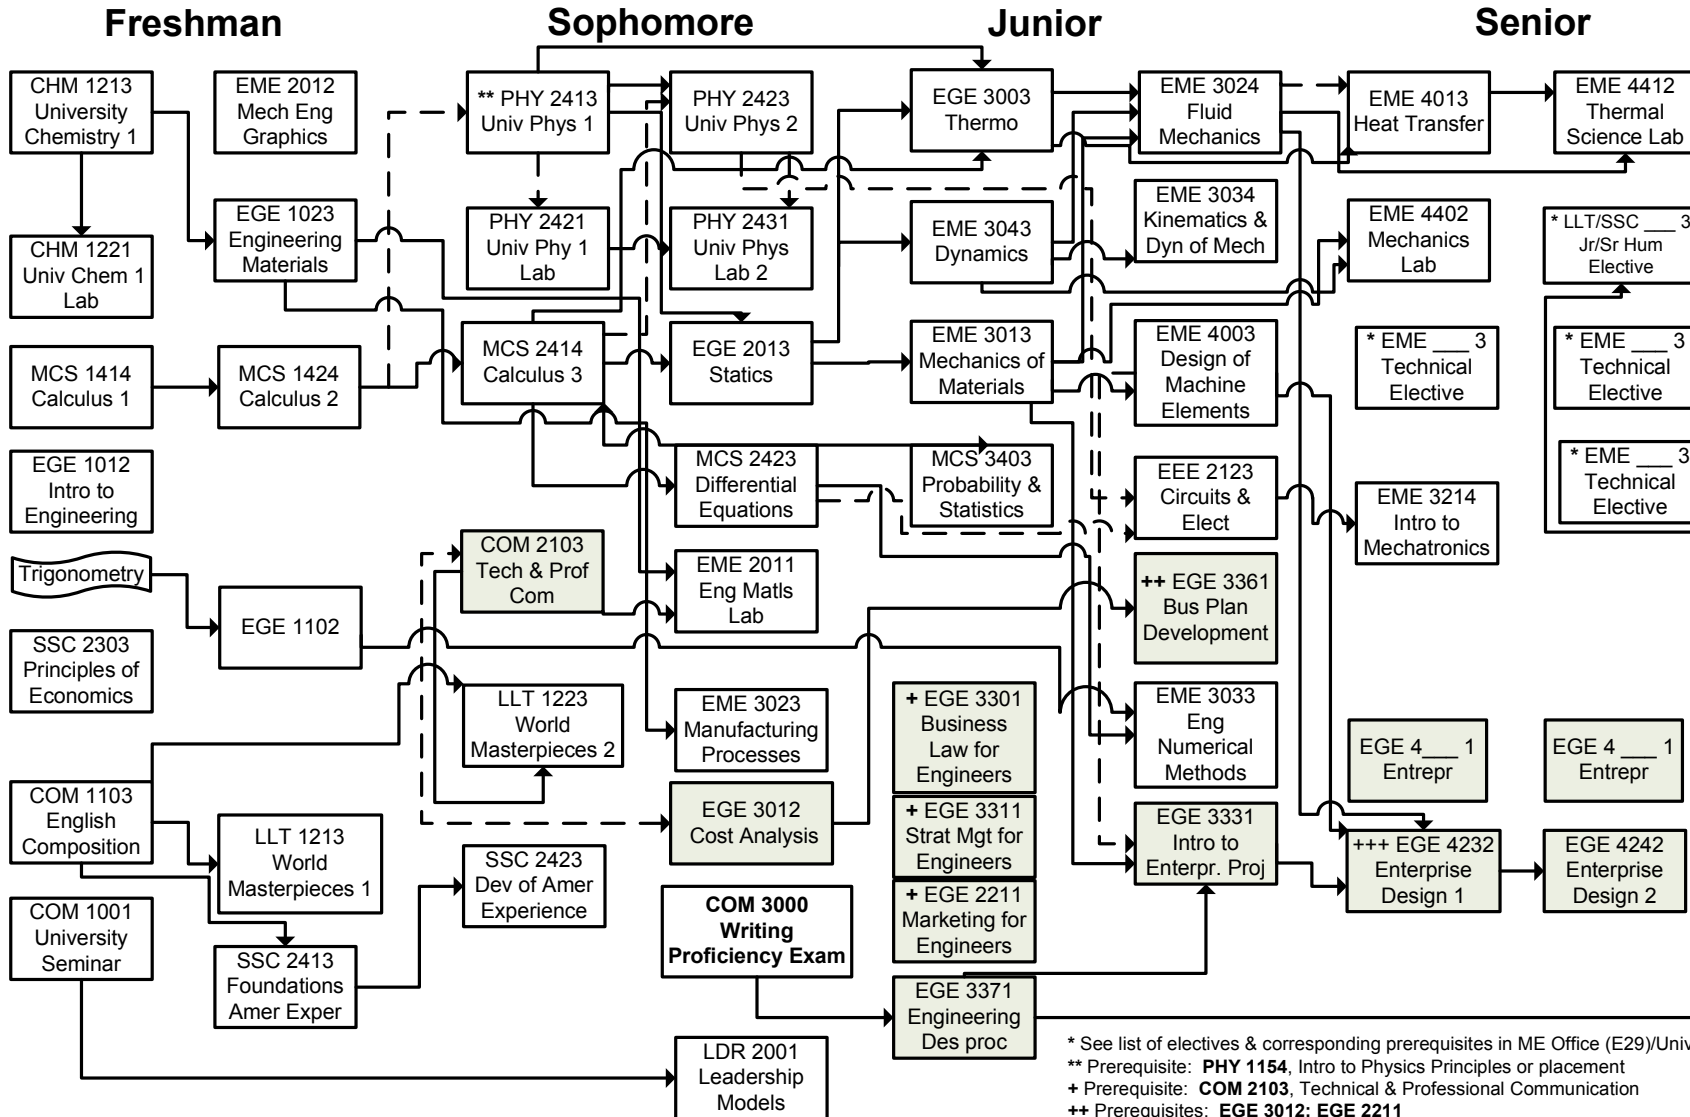 Freshman
Sophomore
Junior
Senior
CHM 1213
University
Chemistry 1
EME 2012
Mech Eng
Graphics
** PHY 2413
Univ Phys 1
PHY 2423
Univ Phys 2
EGE 3003
Thermo
EME 3024
Fluid
Mechanics
EME 4013
Heat Transfer
EME 4412
Thermal
Science Lab
CHM 1221
Univ Chem 1
Lab
EGE 1023
Engineering
Materials
PHY 2421
Univ Phy 1
Lab
PHY 2431
Univ Phys
Lab 2
EME 3043
Dynamics
EME 3034
Kinematics &
Dyn of Mech
EME 4402
Mechanics
Lab
* LLT/SSC ___ 3
Jr/Sr Hum
Elective
MCS 1414
Calculus 1
MCS 1424
Calculus 2
MCS 2414
Calculus 3
EGE 2013
Statics
EME 3013
Mechanics of
Materials
EME 4003
Design of
Machine
Elements
* EME ___ 3
Technical
Elective
* EME ___ 3
Technical
Elective
EGE 1012
Intro to
Engineering
MCS 2423
Differential
Equations
MCS 3403
Probability &
Statistics
EEE 2123
Circuits &
Elect
EME 3214
Intro to
Mechatronics
* EME ___ 3
Technical
Elective
Trigonometry
EGE 1102
COM 2103
Tech & Prof
Com
EME 2011
Eng Matls
Lab
++ EGE 3361
Bus Plan
Development
SSC 2303
Principles of
Economics
LLT 1223
World
Masterpieces 2
EME 3023
Manufacturing
Processes
+ EGE 3301
Business
Law for
Engineers
EME 3033
Eng
Numerical
Methods
EGE 4___ 1
Entrepr
EGE 4 ___ 1
Entrepr
COM 1103
English
Composition
LLT 1213
World
Masterpieces 1
EGE 3012
Cost Analysis
+ EGE 3311
Strat Mgt for
Engineers
EGE 3331
Intro to
Enterpr. Proj
+++ EGE 4232
Enterprise
Design 1
EGE 4242
Enterprise
Design 2
COM 1001
University
Seminar
SSC 2423
Dev of Amer
Experience
COM 3000
Writing
Proficiency Exam
+ EGE 2211
Marketing for
Engineers
SSC 2413
Foundations
Amer Exper
EGE 3371
Engineering
Des proc
LDR 2001
Leadership
Models
* See list of electives & corresponding prerequisites in ME Office (E29)/Univ
** Prerequisite: PHY 1154, Intro to Physics Principles or placement
+ Prerequisite: COM 2103, Technical & Professional Communication
++ Prerequisites: EGE 3012; EGE 2211